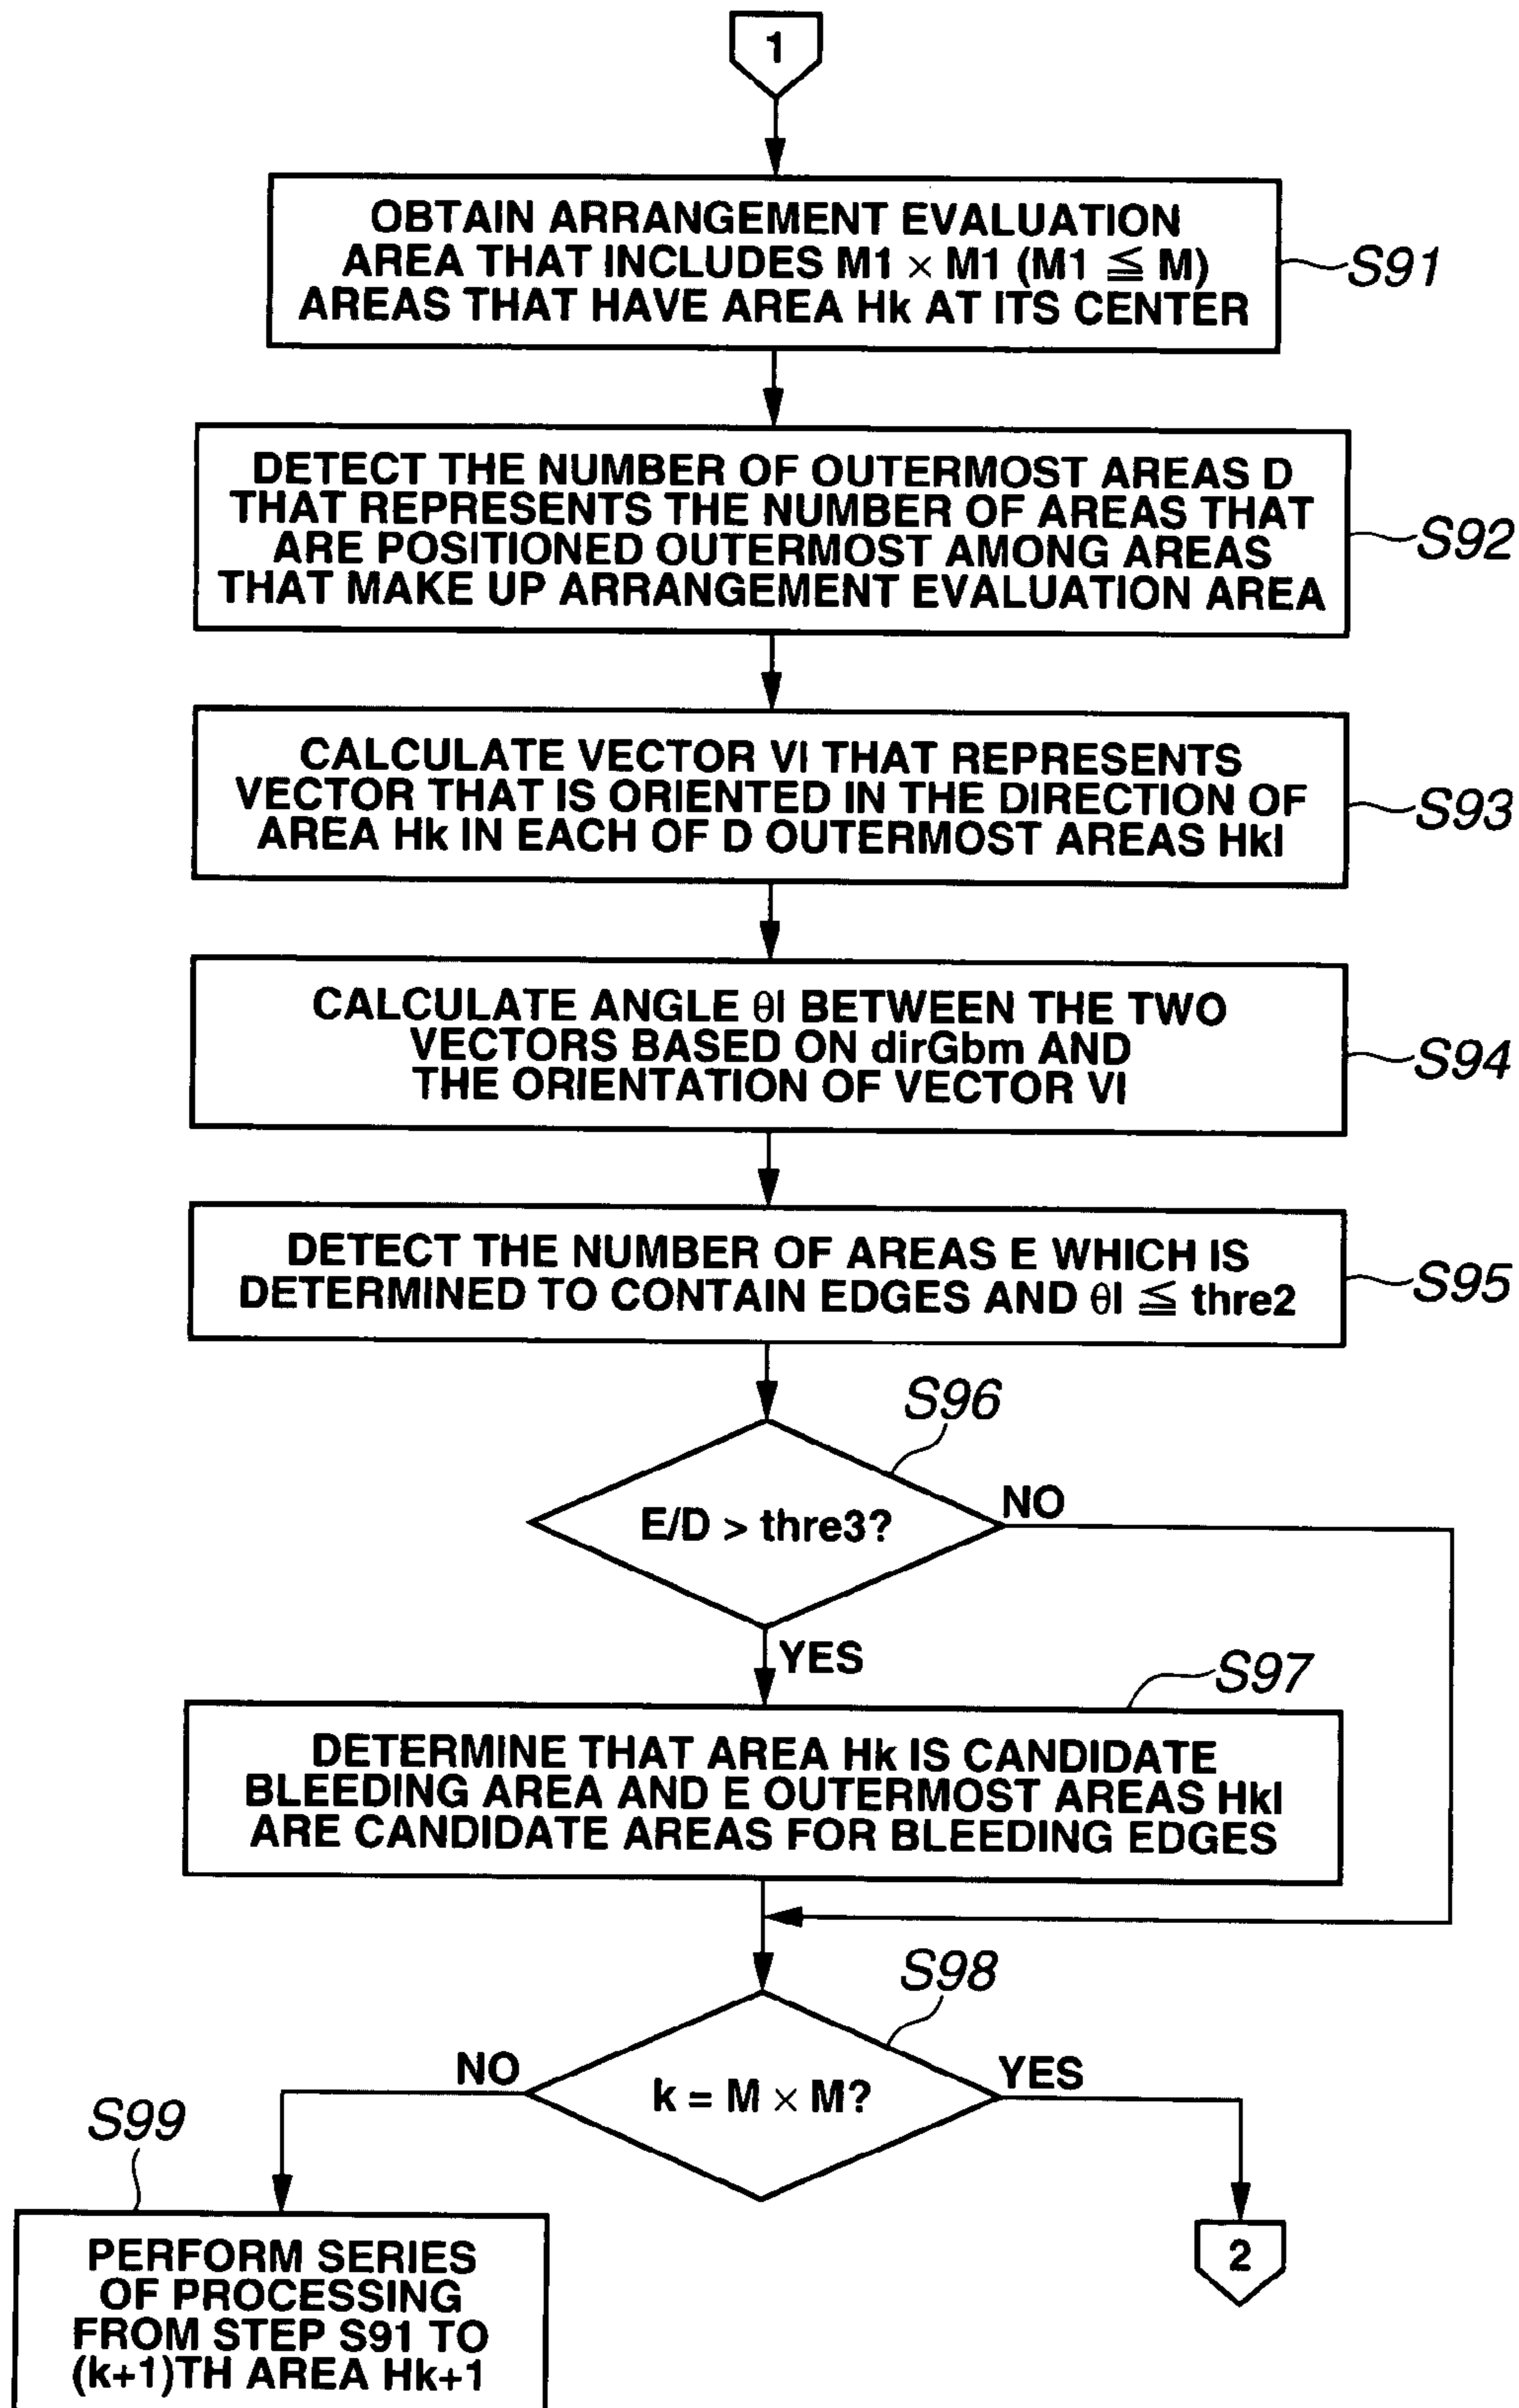 1
OBTAIN ARRANGEMENT EVALUATION
AREA THAT INCLUDES M1 × M1 (M1 ≦ M)
AREAS THAT HAVE AREA Hk AT ITS CENTER
S91
DETECT THE NUMBER OF OUTERMOST AREAS D
THAT REPRESENTS THE NUMBER OF AREAS THAT
ARE POSITIONED OUTERMOST AMONG AREAS
THAT MAKE UP ARRANGEMENT EVALUATION AREA
S92
CALCULATE VECTOR Vl THAT REPRESENTS
VECTOR THAT IS ORIENTED IN THE DIRECTION OF
AREA Hk IN EACH OF D OUTERMOST AREAS Hkl
S93
CALCULATE ANGLE θl BETWEEN THE TWO
VECTORS BASED ON dirGbm AND
THE ORIENTATION OF VECTOR Vl
S94
DETECT THE NUMBER OF AREAS E WHICH IS
DETERMINED TO CONTAIN EDGES AND θl ≦ thre2
S95
S96
E/D > thre3?
NO
YES
S97
DETERMINE THAT AREA Hk IS CANDIDATE
BLEEDING AREA AND E OUTERMOST AREAS Hkl
ARE CANDIDATE AREAS FOR BLEEDING EDGES
S98
k = M × M?
NO
YES
S99
PERFORM SERIES
OF PROCESSING
FROM STEP S91 TO
(k+1)TH AREA Hk+1
2